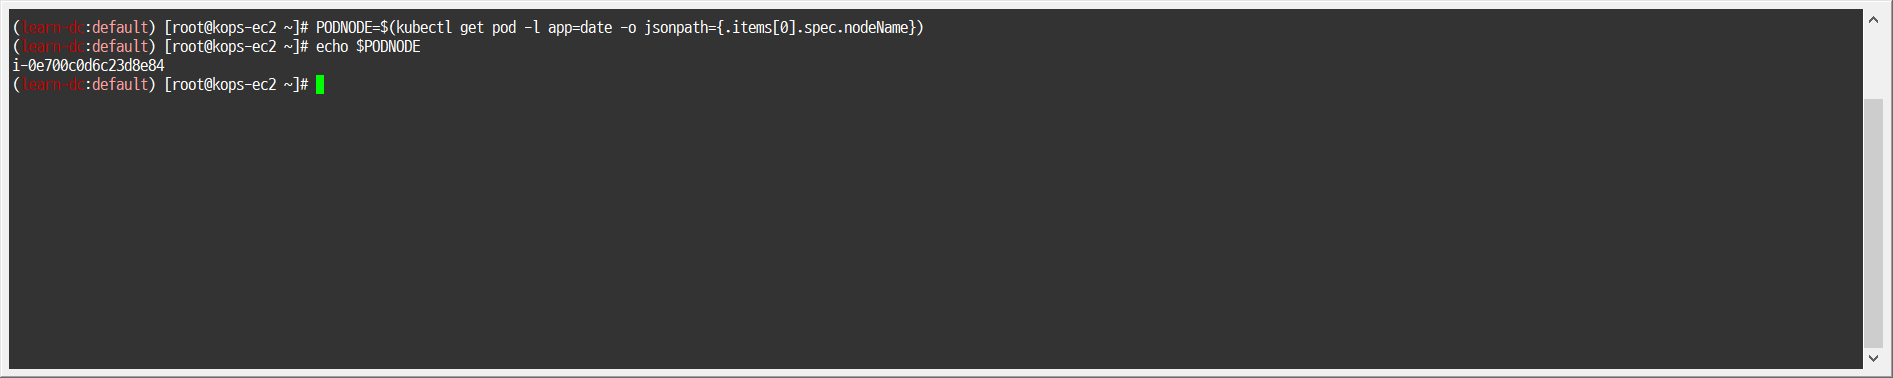 (learn-dc:default) [root@kops-ec2 ~]# PODNODE=$(kubectl get pod -l app=date -o jsonpath={.items[0].spec.nodeName})
(learn-dc:default) [root@kops-ec2 ~]# echo $PODNODE
i-0e700c0d6c23d8e84
(learn-dc:default) [root@kops-ec2 ~]#